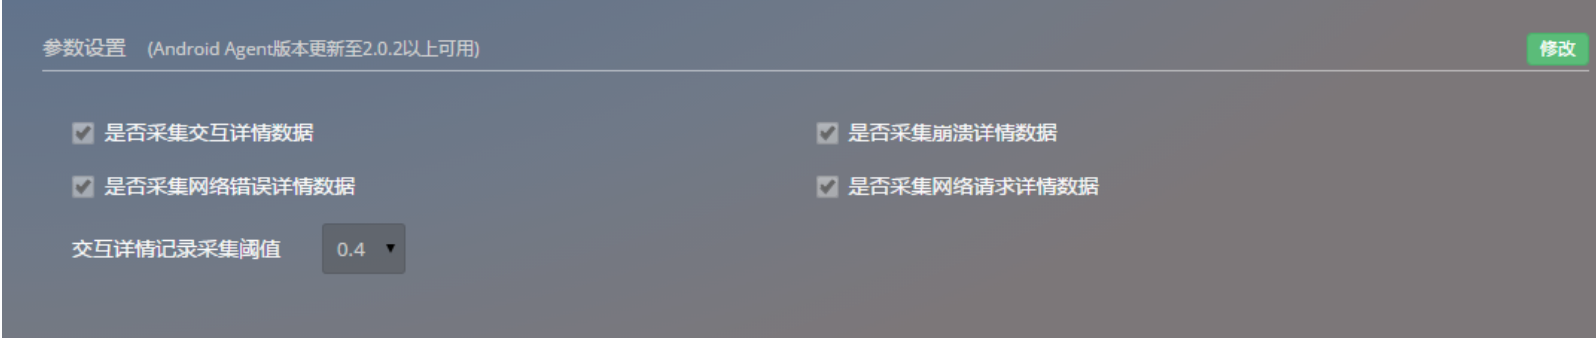 参数设置 (Android Agent版本更新至2.0.2以上可用) 修改
是否采集交互详情数据 是否采集崩溃详情数据
是否采集网络错误详情数据 是否采集网络请求详情数据
交互详情记录采集阈值 0.4